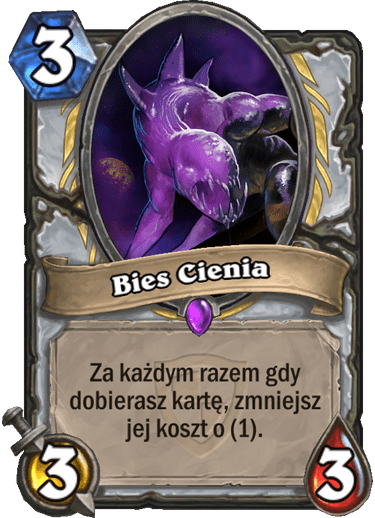 3
Bies Cienia
Za każdym razem gdy
dobierasz kartę, zmniejsz
jej koszt o (1).
3
3